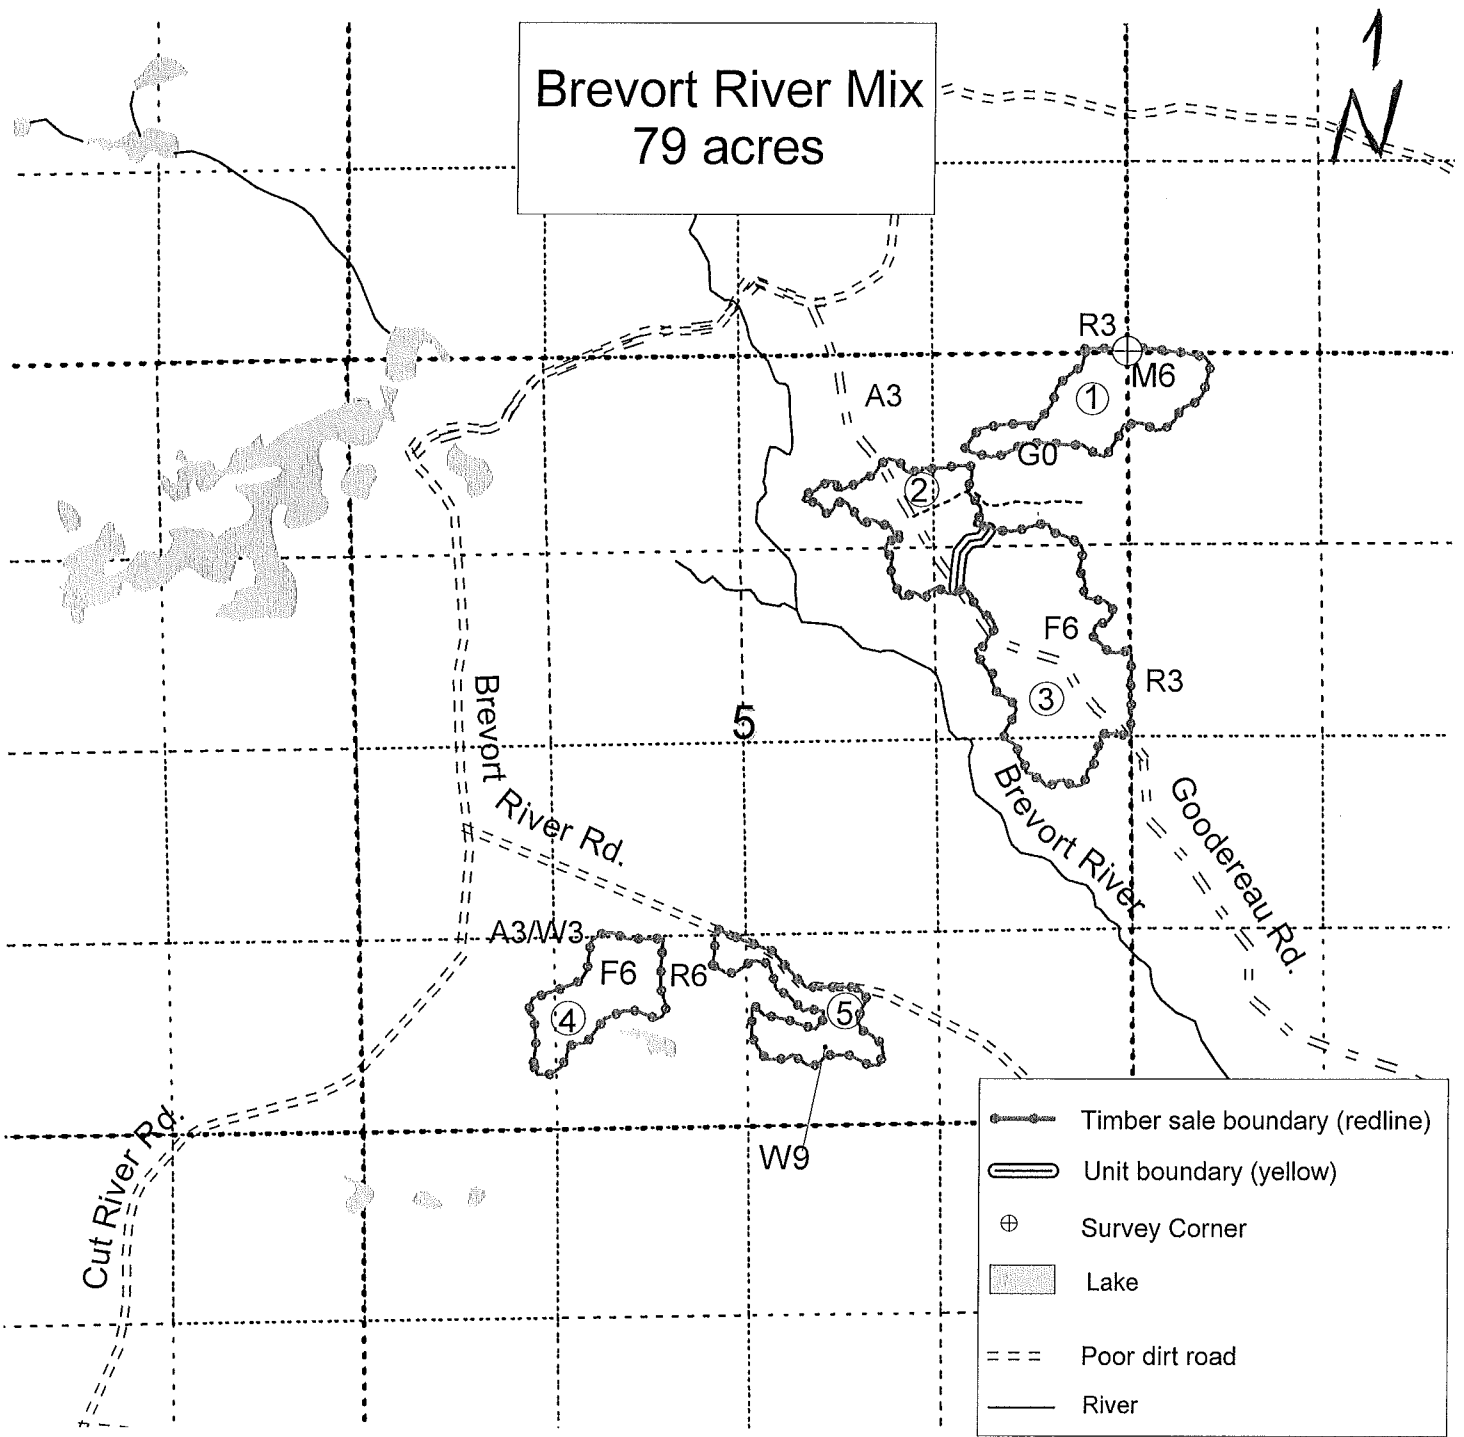 1
N
Brevort River Mix
79 acres
R3
M6
1
A3
G0
2
F6
R3
3
5
Brevort River Rd.
Brevort River
Goodereau Rd.
A3/W3
F6
R6
4
5
W9
Cut River Rd.
Timber sale boundary (redline)
Unit boundary (yellow)
Survey Corner
Lake
Poor dirt road
River